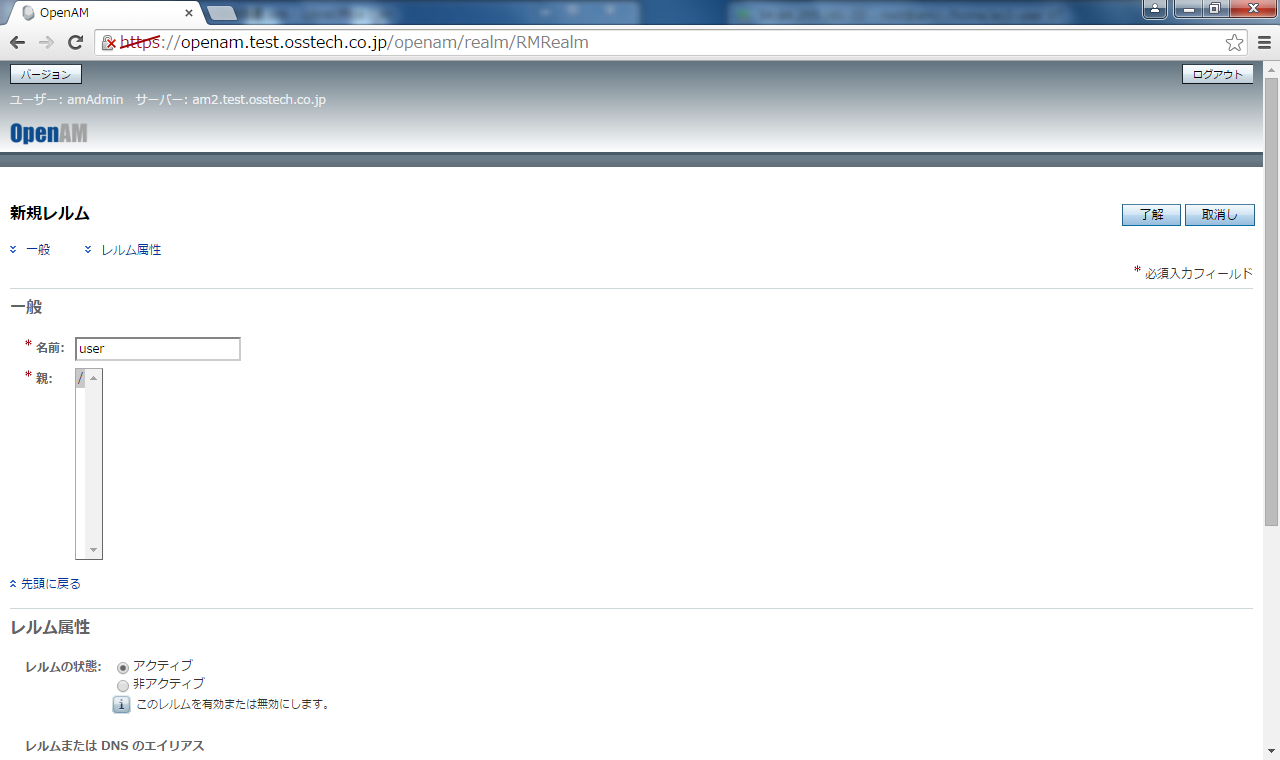 OpenAM
https://openam.test.osstech.co.jp/openam/realm/RMRealm
バージョン
ログアウト
ユーザー: amAdmin サーバー: am2.test.osstech.co.jp
OpenAM
新規レルム
了解 取消し
一般 レルム属性
* 必須入力フィールド
一般
* 名前: user
* 親: /
先頭に戻る
レルム属性
レルムの状態: アクティブ
非アクティブ
このレルムを有効または無効にします。
レルムまたは DNS のエイリアス